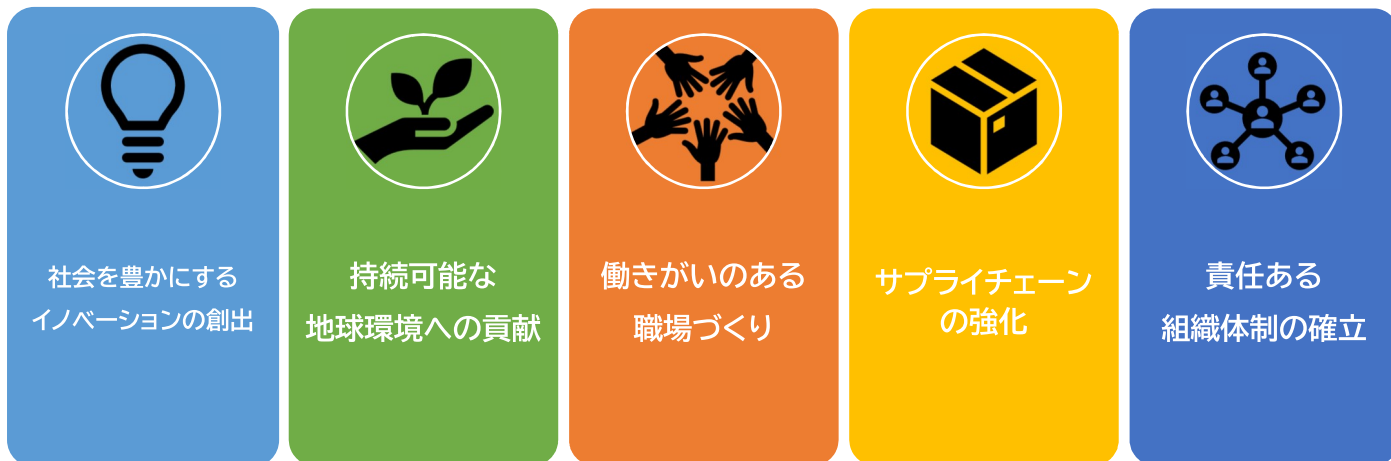 社会を豊かにする
イノベーションの創出
持続可能な
地球環境への貢献
働きがいのある
職場づくり
サプライチェーン
の強化
責任ある
組織体制の確立